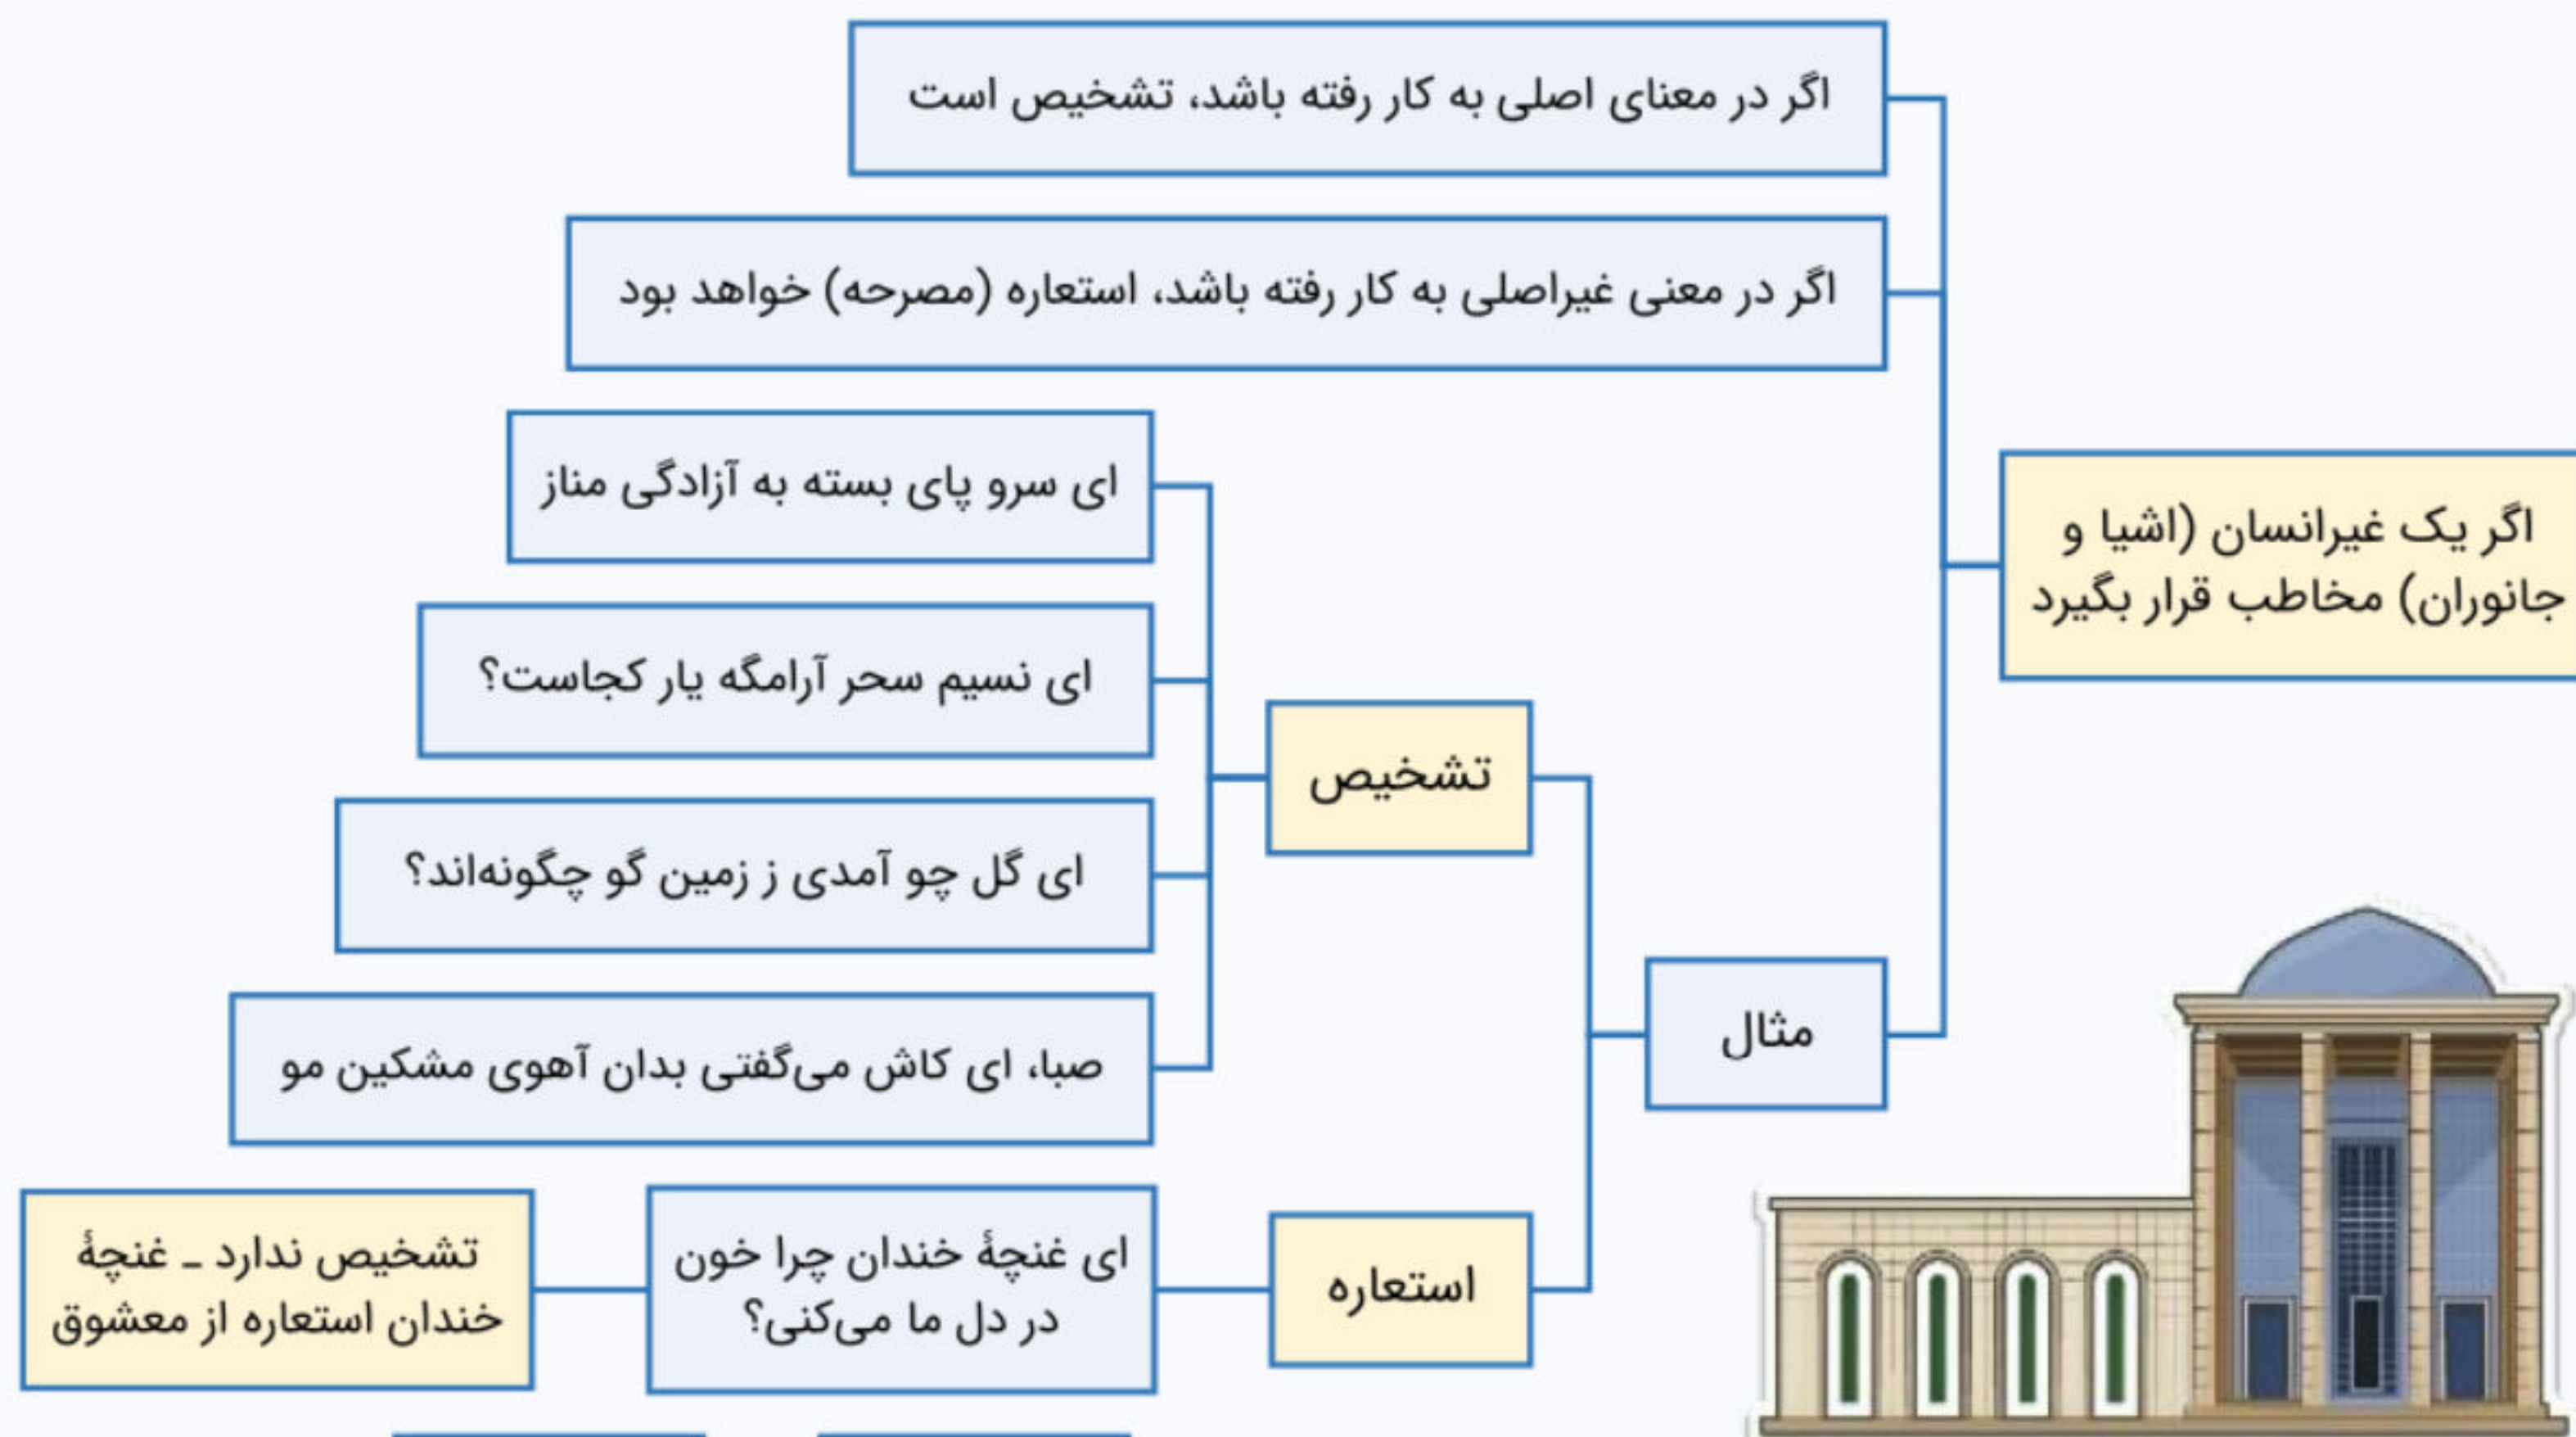 اگر در معنای اصلی به کار رفته باشد، تشخیص است
اگر در معنی غیراصلی به کار رفته باشد، استعاره (مصرحه) خواهد بود
اگر یک غیرانسان (اشیا و
جانوران) مخاطب قرار بگیرد
ای سرو پای بسته به آزادگی مناز
ای نسیم سحر آرامگه یار کجاست؟
تشخیص
ای گل چو آمدی ز زمین گو چگونه‌اند؟
مثال
صبا، ای کاش می‌گفتی بدان آهوی مشکین مو
استعاره
ای غنچهٔ خندان چرا خون
در دل ما می‌کنی؟
تشخیص ندارد ـ غنچهٔ
خندان استعاره از معشوق